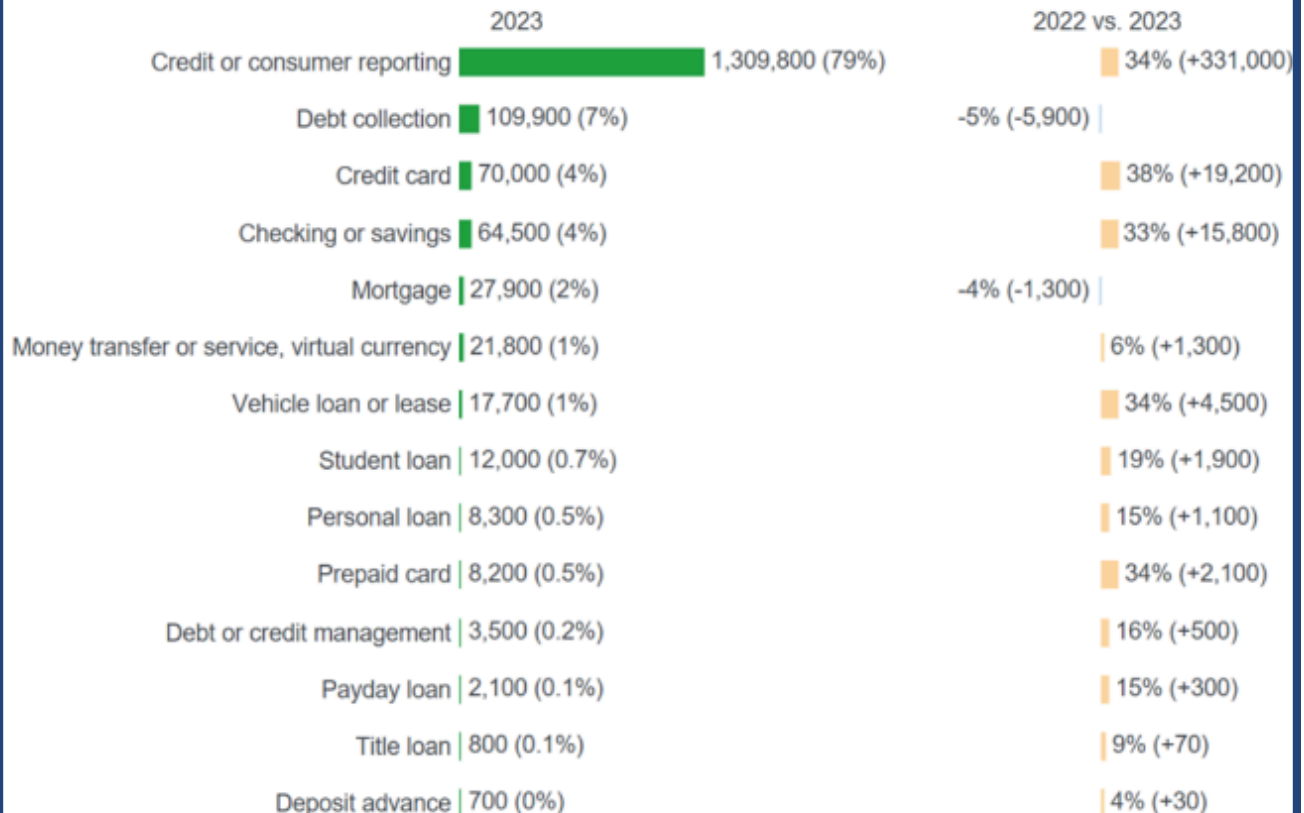 2023 2022 vs. 2023
Credit or consumer reporting 1,309,800 (79%) 34% (+331,000)
Debt collection 109,900 (7%) -5% (-5,900)
Credit card 70,000 (4%) 38% (+19,200)
Checking or savings 64,500 (4%) 33% (+15,800)
Mortgage 27,900 (2%) -4% (-1,300)
Money transfer or service, virtual currency 21,800 (1%) 6% (+1,300)
Vehicle loan or lease 17,700 (1%) 34% (+4,500)
Student loan 12,000 (0.7%) 19% (+1,900)
Personal loan 8,300 (0.5%) 15% (+1,100)
Prepaid card 8,200 (0.5%) 34% (+2,100)
Debt or credit management 3,500 (0.2%) 16% (+500)
Payday loan 2,100 (0.1%) 15% (+300)
Title loan 800 (0.1%) 9% (+70)
Deposit advance 700 (0%) 4% (+30)